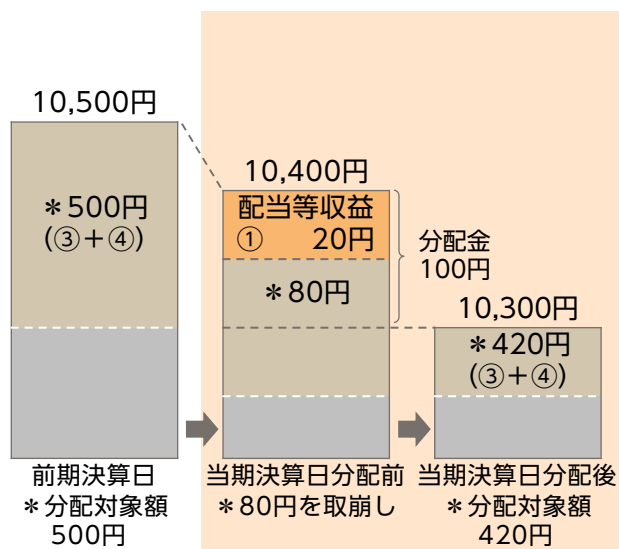 10,500円
＊500円
(③＋④)
前期決算日
＊分配対象額
500円
10,400円
配当等収益
① 20円
＊80円
分配金
100円
当期決算日分配前
＊80円を取崩し
10,300円
＊420円
(③＋④)
当期決算日分配後
＊分配対象額
420円